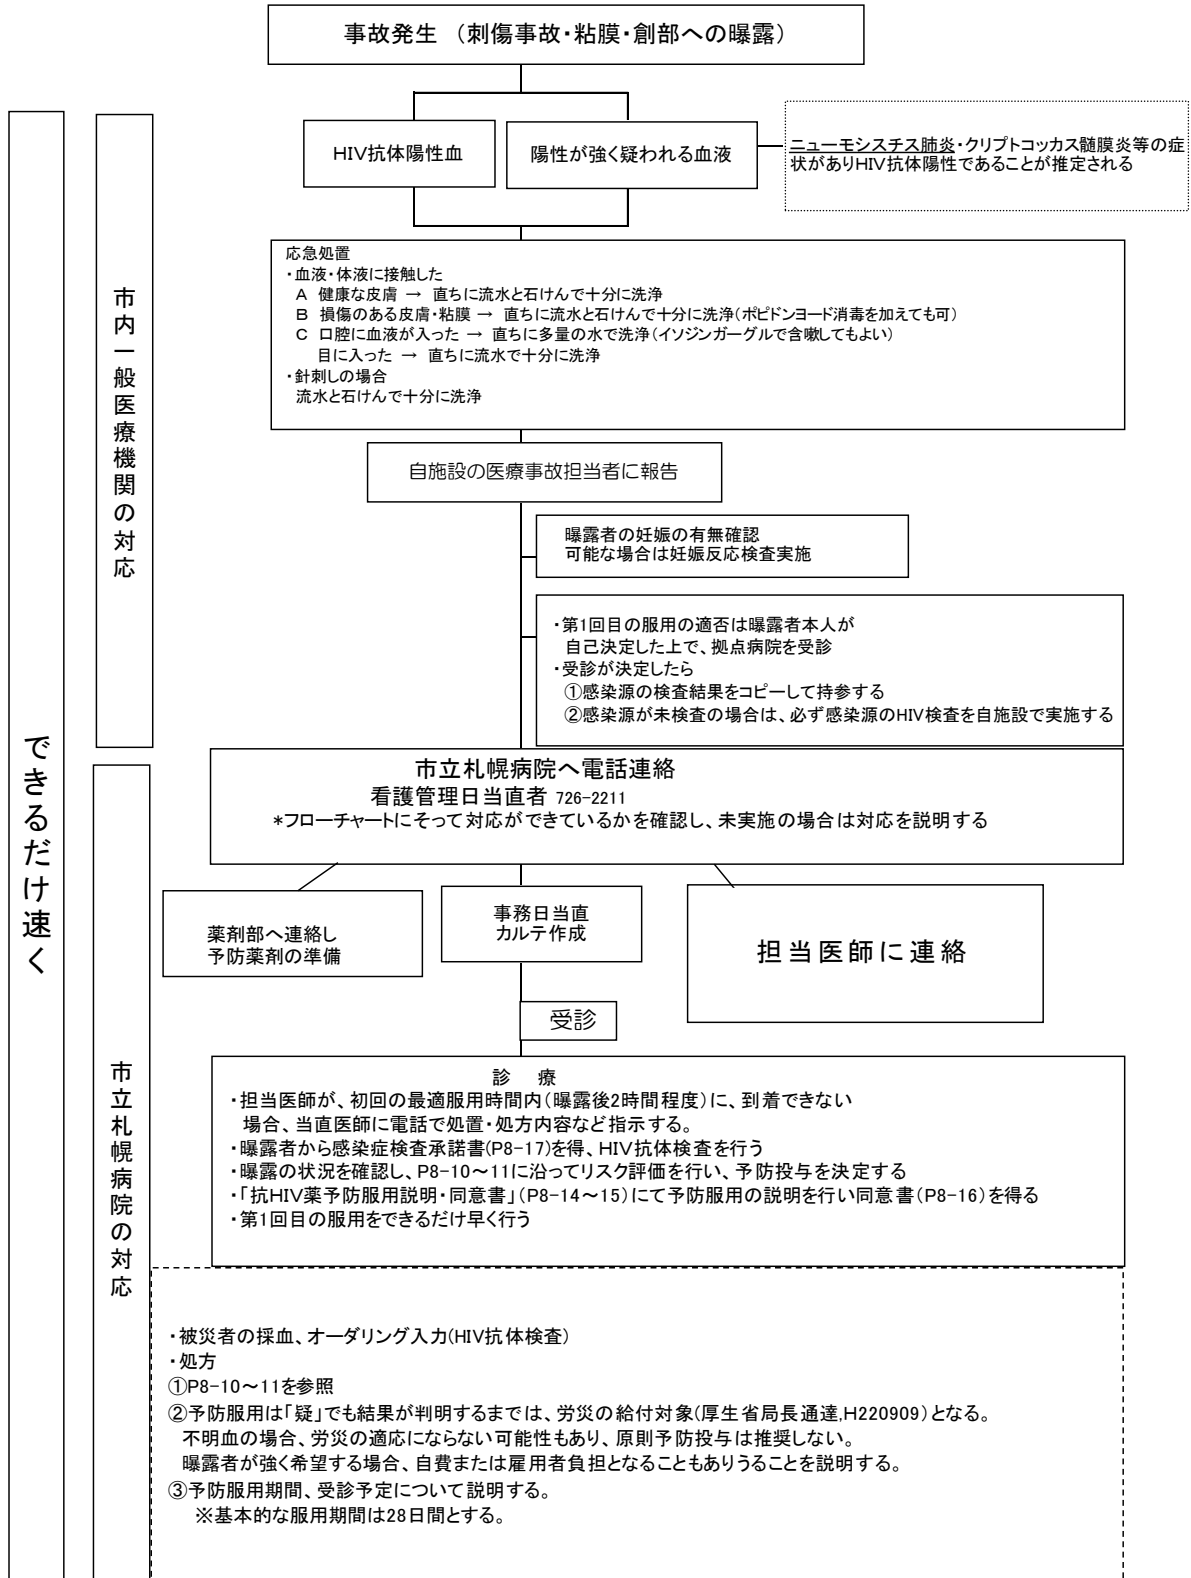 事故発生 （刺傷事故・粘膜・創部への曝露）
できるだけ速く
市内一般医療機関の対応
HIV抗体陽性血
陽性が強く疑われる血液
ニューモシスチス肺炎・クリプトコッカス髄膜炎等の症
状がありHIV抗体陽性であることが推定される
応急処置
・血液・体液に接触した
A 健康な皮膚 → 直ちに流水と石けんで十分に洗浄
B 損傷のある皮膚・粘膜 → 直ちに流水と石けんで十分に洗浄（ポピドンヨード消毒を加えても可）
C 口腔に血液が入った → 直ちに多量の水で洗浄（イソジンガーグルで含嗽してもよい）
目に入った → 直ちに流水で十分に洗浄
・針刺しの場合
流水と石けんで十分に洗浄
自施設の医療事故担当者に報告
曝露者の妊娠の有無確認
可能な場合は妊娠反応検査実施
・第1回目の服用の適否は曝露者本人が
自己決定した上で、拠点病院を受診
・受診が決定したら
①感染源の検査結果をコピーして持参する
②感染源が未検査の場合は、必ず感染源のHIV検査を自施設で実施する
市立札幌病院の対応
市立札幌病院へ電話連絡
看護管理日当直者 726-2211
*フローチャートにそって対応ができているかを確認し、未実施の場合は対応を説明する
薬剤部へ連絡し
予防薬剤の準備
事務日当直
カルテ作成
担当医師に連絡
受診
診 療
・担当医師が、初回の最適服用時間内（曝露後2時間程度）に、到着できない
場合、当直医師に電話で処置・処方内容など指示する。
・曝露者から感染症検査承諾書(P8-17)を得、HIV抗体検査を行う
・曝露の状況を確認し、P8-10～11に沿ってリスク評価を行い、予防投与を決定する
・「抗HIV薬予防服用説明・同意書」（P8-14～15）にて予防服用の説明を行い同意書（P8-16）を得る
・第1回目の服用をできるだけ早く行う
・被災者の採血、オーダリング入力(HIV抗体検査)
・処方
①P8-10～11を参照
②予防服用は「疑」でも結果が判明するまでは、労災の給付対象(厚生省局長通達,H220909）となる。
不明血の場合、労災の適応にならない可能性もあり、原則予防投与は推奨しない。
曝露者が強く希望する場合、自費または雇用者負担となることもありうることを説明する。
③予防服用期間、受診予定について説明する。
※基本的な服用期間は28日間とする。